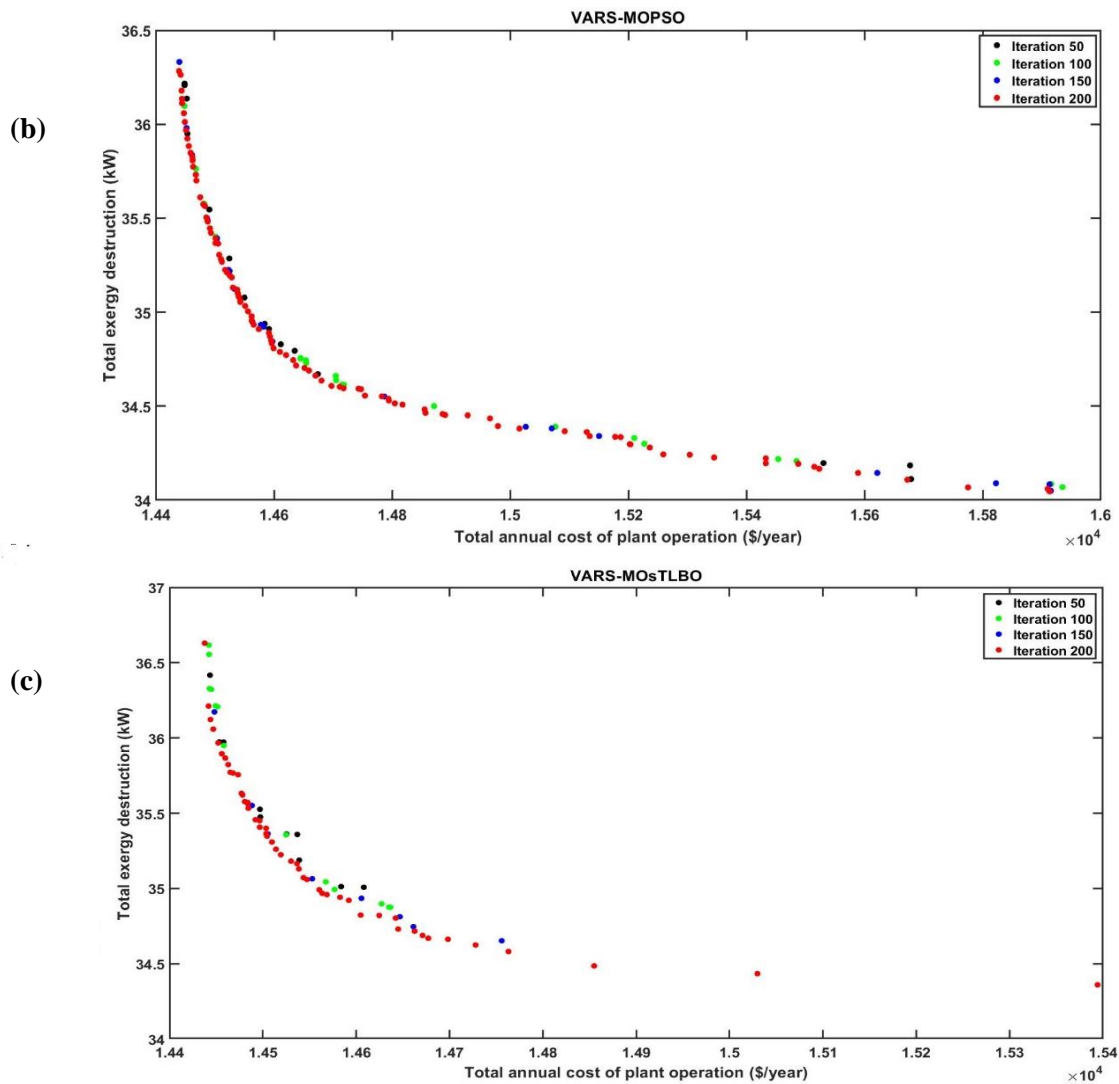 VARS-MOPSO
(b)
Total exergy destruction (kW)
36.5
36
35.5
35
34.5
34
Iteration 50
Iteration 100
Iteration 150
Iteration 200
1.44 1.46 1.48 1.5 1.52 1.54 1.56 1.58 1.6
Total annual cost of plant operation ($/year)
×10⁴
VARS-MOsTLBO
(c)
Total exergy destruction (kW)
37
36.5
36
35.5
35
34.5
34
Iteration 50
Iteration 100
Iteration 150
Iteration 200
1.44 1.45 1.46 1.47 1.48 1.49 1.5 1.51 1.52 1.53 1.54
Total annual cost of plant operation ($/year)
×10⁴